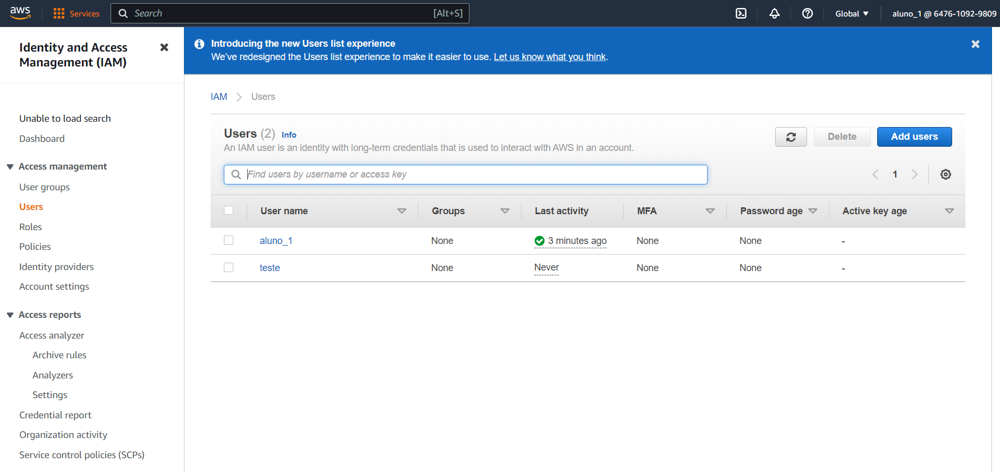 aws
Services
Search
[Alt+S]
Global
aluno_1 @ 6476-1092-9809
Identity and Access
Management (IAM)
Unable to load search
Dashboard
Access management
User groups
Users
Roles
Policies
Identity providers
Account settings
Access reports
Access analyzer
Archive rules
Analyzers
Settings
Credential report
Organization activity
Service control policies (SCPs)
Introducing the new Users list experience
We've redesigned the Users list experience to make it easier to use. Let us know what you think.
IAM
Users
Users (2) Info
An IAM user is an identity with long-term credentials that is used to interact with AWS in an account.
Delete
Add users
Find users by username or access key
1
User name Groups Last activity MFA Password age Active key age
aluno_1 None 3 minutes ago None None -
teste None Never None None -